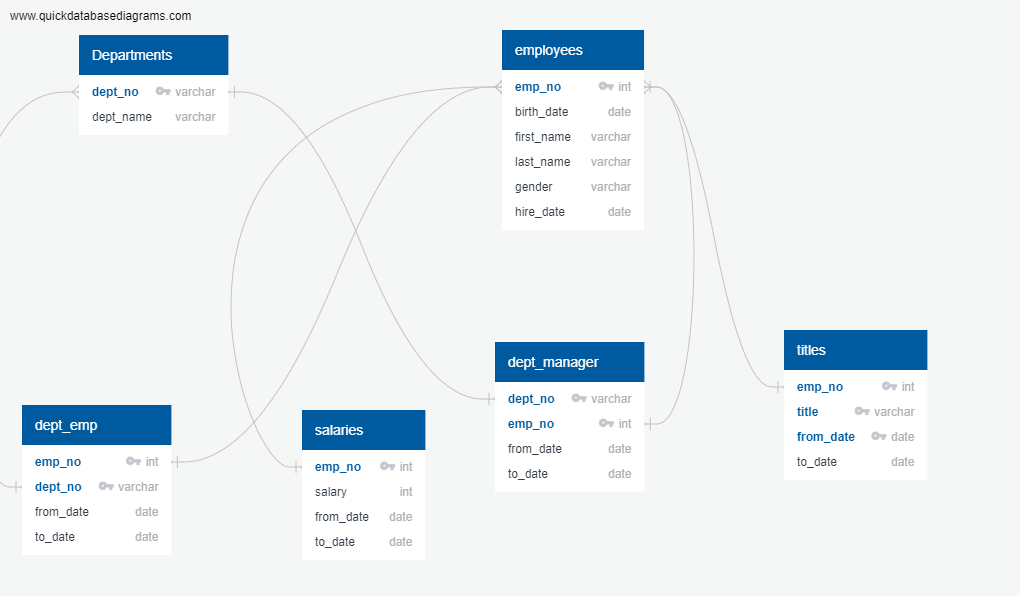 www.quickdatabasediagrams.com
Departments
dept_no varchar
dept_name varchar
employees
emp_no int
birth_date date
first_name varchar
last_name varchar
gender varchar
hire_date date
dept_emp
emp_no int
dept_no varchar
from_date date
to_date date
salaries
emp_no int
salary int
from_date date
to_date date
dept_manager
dept_no varchar
emp_no int
from_date date
to_date date
titles
emp_no int
title varchar
from_date date
to_date date